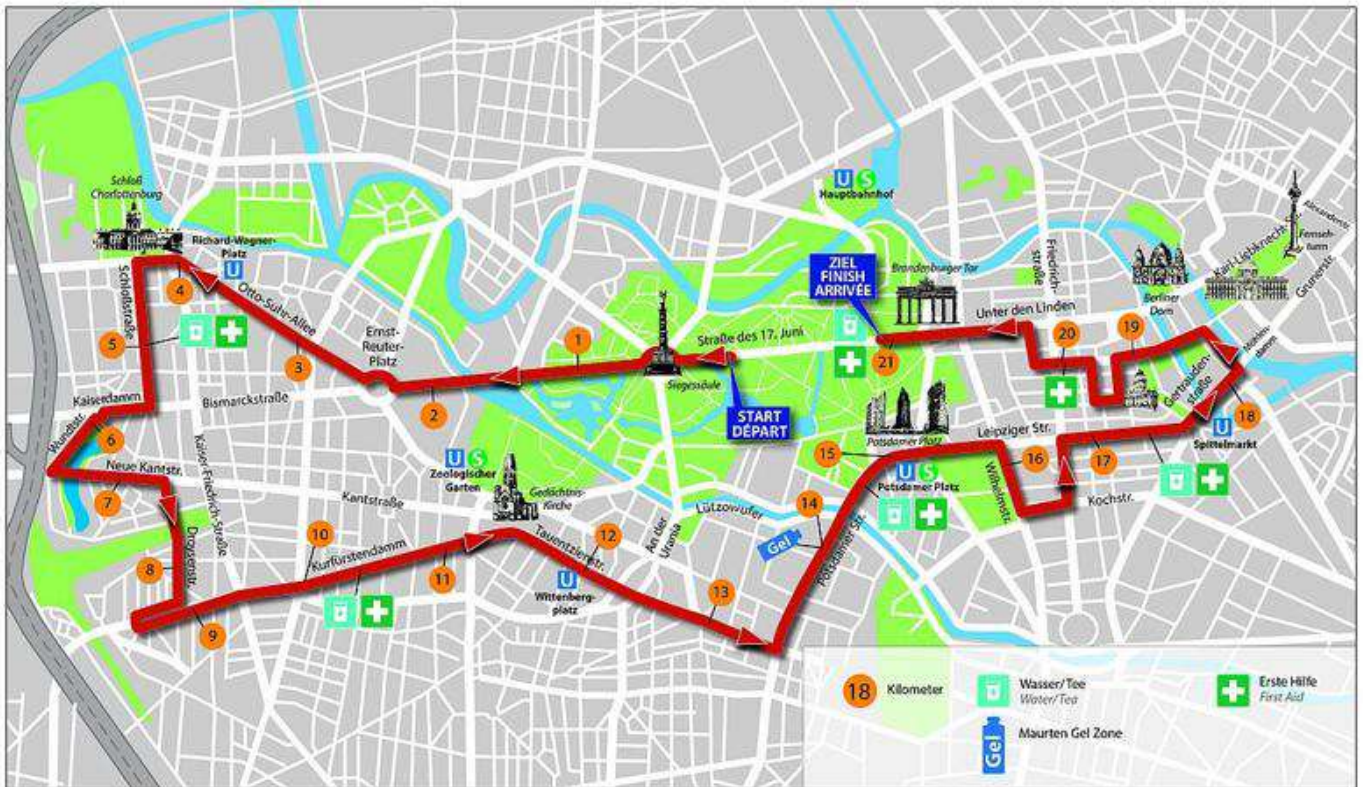 Schloß
Charlottenburg
Richard-Wagner-
Platz
U
Schloßstraße
4
Otto-Suhr-Allee
5
3
Ernst-
Reuter-
Platz
Kaiserdamm
Bismarckstraße
2
1
Siegessäule
Straße des 17. Juni
START
DÉPART
U S
Hauptbahnhof
ZIEL
FINISH
ARRIVÉE
Brandenburger Tor
21
Unter den Linden
Friedrich-
straße
20
19
Berliner
Dom
Fernseh-
turm
Grunerstr.
Mühlen-
damm
Gertrauden-
straße
18
U
Spittelmarkt
Wundtstr.
6
Neue Kantstr.
7
Kaiser-Friedrich-Straße
Kantstraße
U S
Zoologischer
Garten
Gedächtnis-
Kirche
Droysenstr.
8
9
10
Kurfürstendamm
11
Tauentzienstr.
12
U
Wittenberg-
platz
An der
Urania
Lützowufer
13
Gel
14
Potsdamer Str.
15
Potsdamer Platz
U S
Potsdamer Platz
Leipziger Str.
Wilhelmstr.
16
17
Kochstr.
18 Kilometer
Wasser/Tee
Water/Tea
Erste Hilfe
First Aid
Gel
Maurten Gel Zone